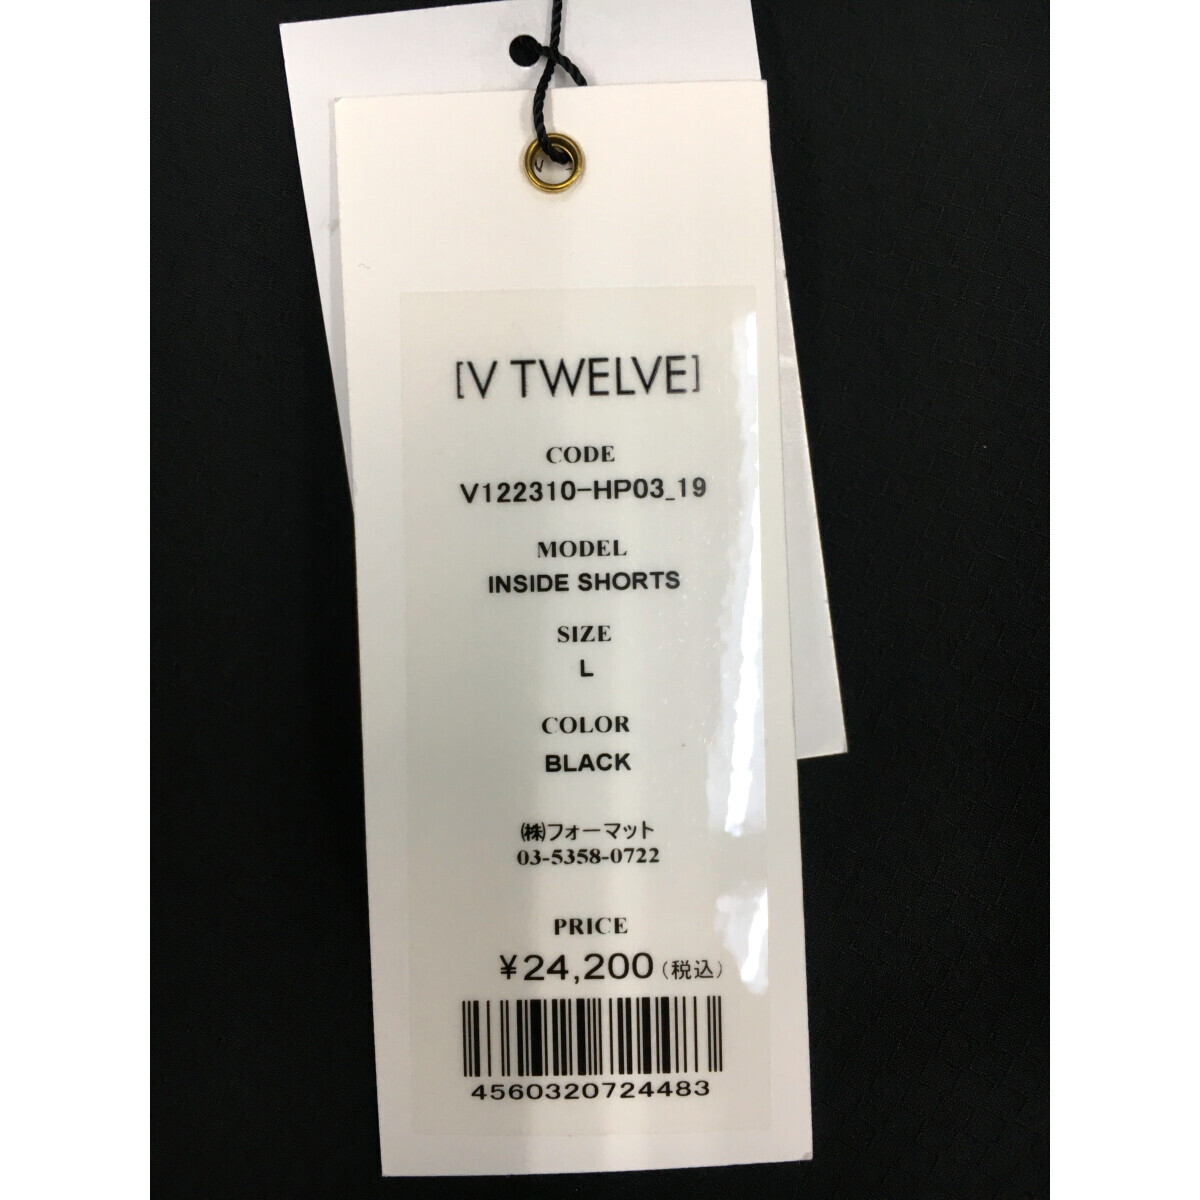 [V TWELVE]
CODE
V122310-HP03_19
MODEL
INSIDE SHORTS
SIZE
L
COLOR
BLACK
㈱フォーマット
03-5358-0722
PRICE
¥24,200(税込)
4560320724483